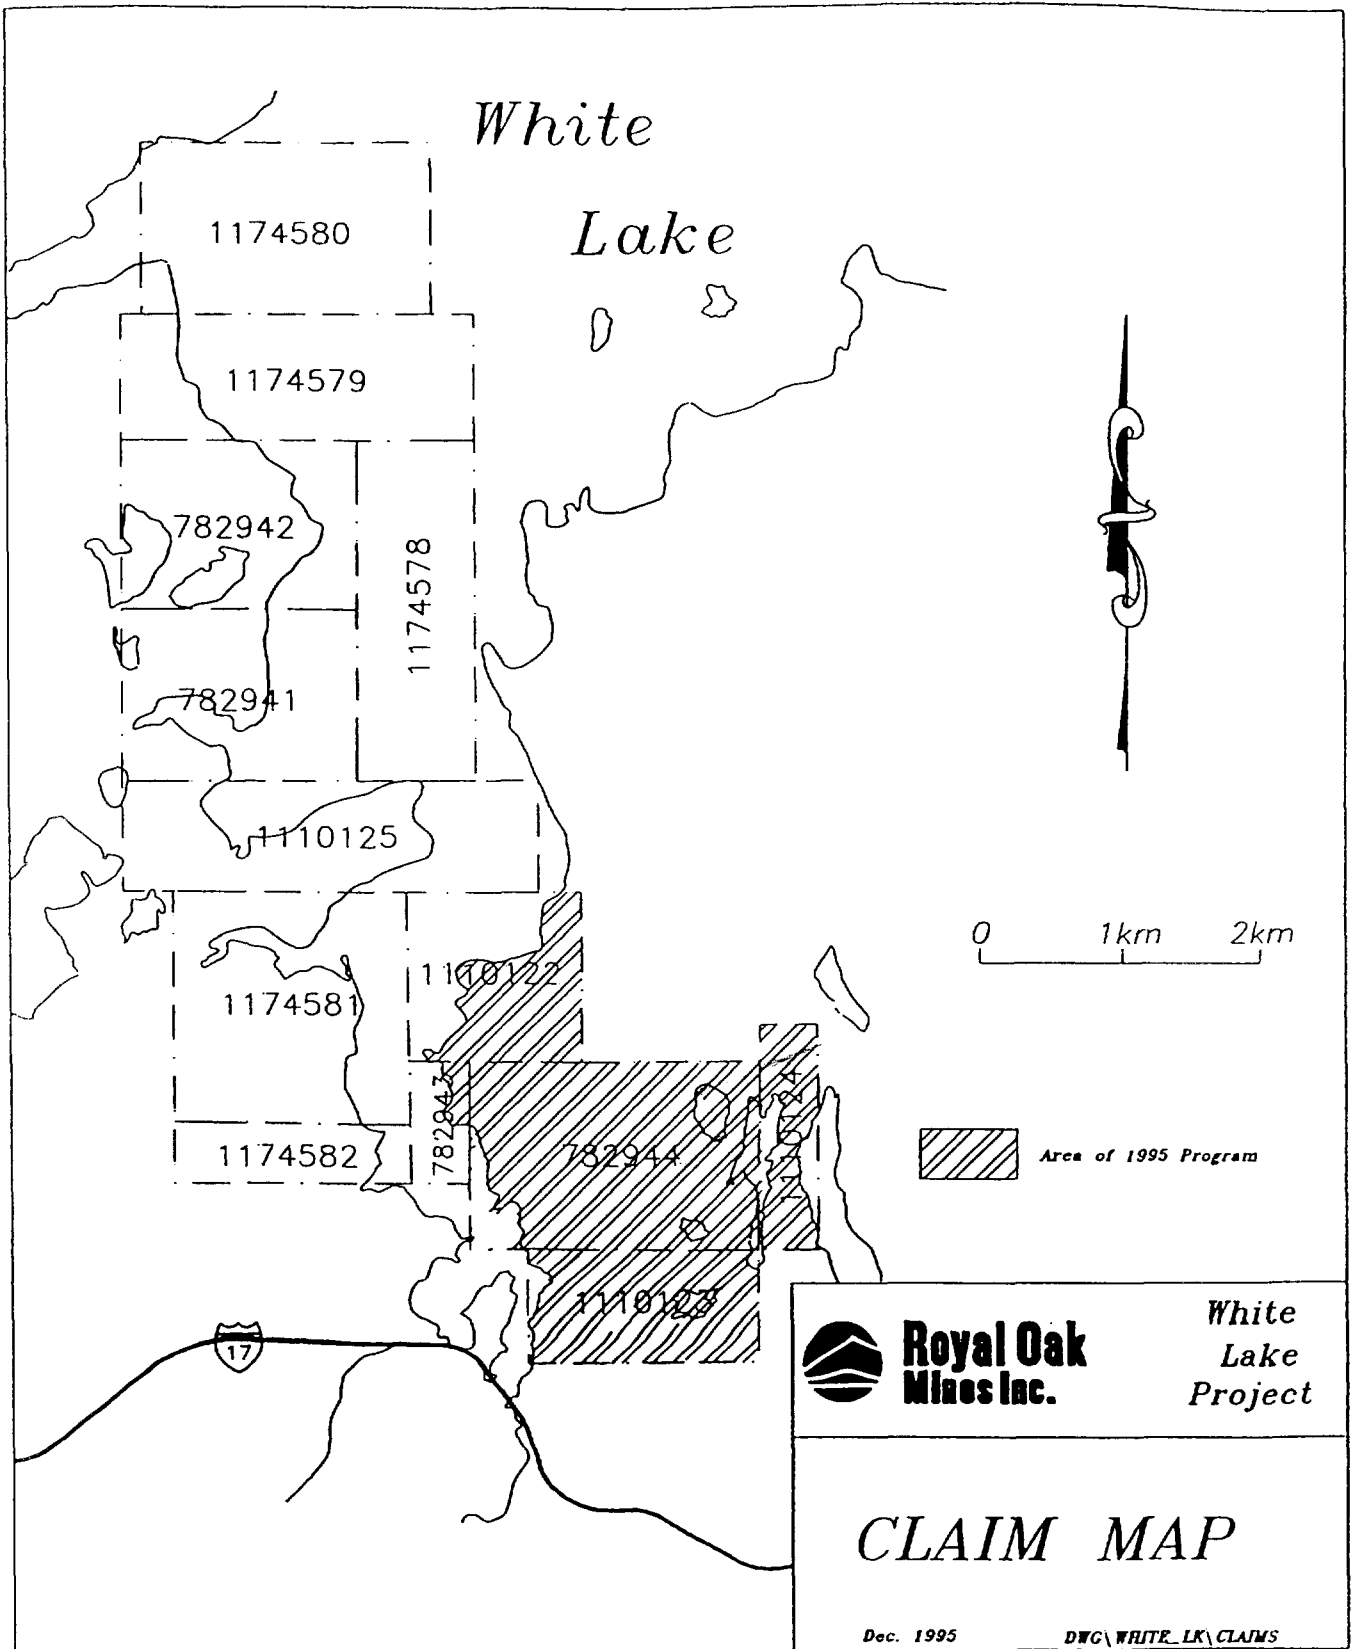 White
Lake
1174580
1174579
782942
1174578
782941
1110125
0 1km 2km
1110122
1174581
782943
1110124
782944
1174582
Area of 1995 Program
17
Royal Oak
Mines Inc.
White
Lake
Project
CLAIM MAP
Dec. 1995 DWG\WHITE_LK\CLAIMS